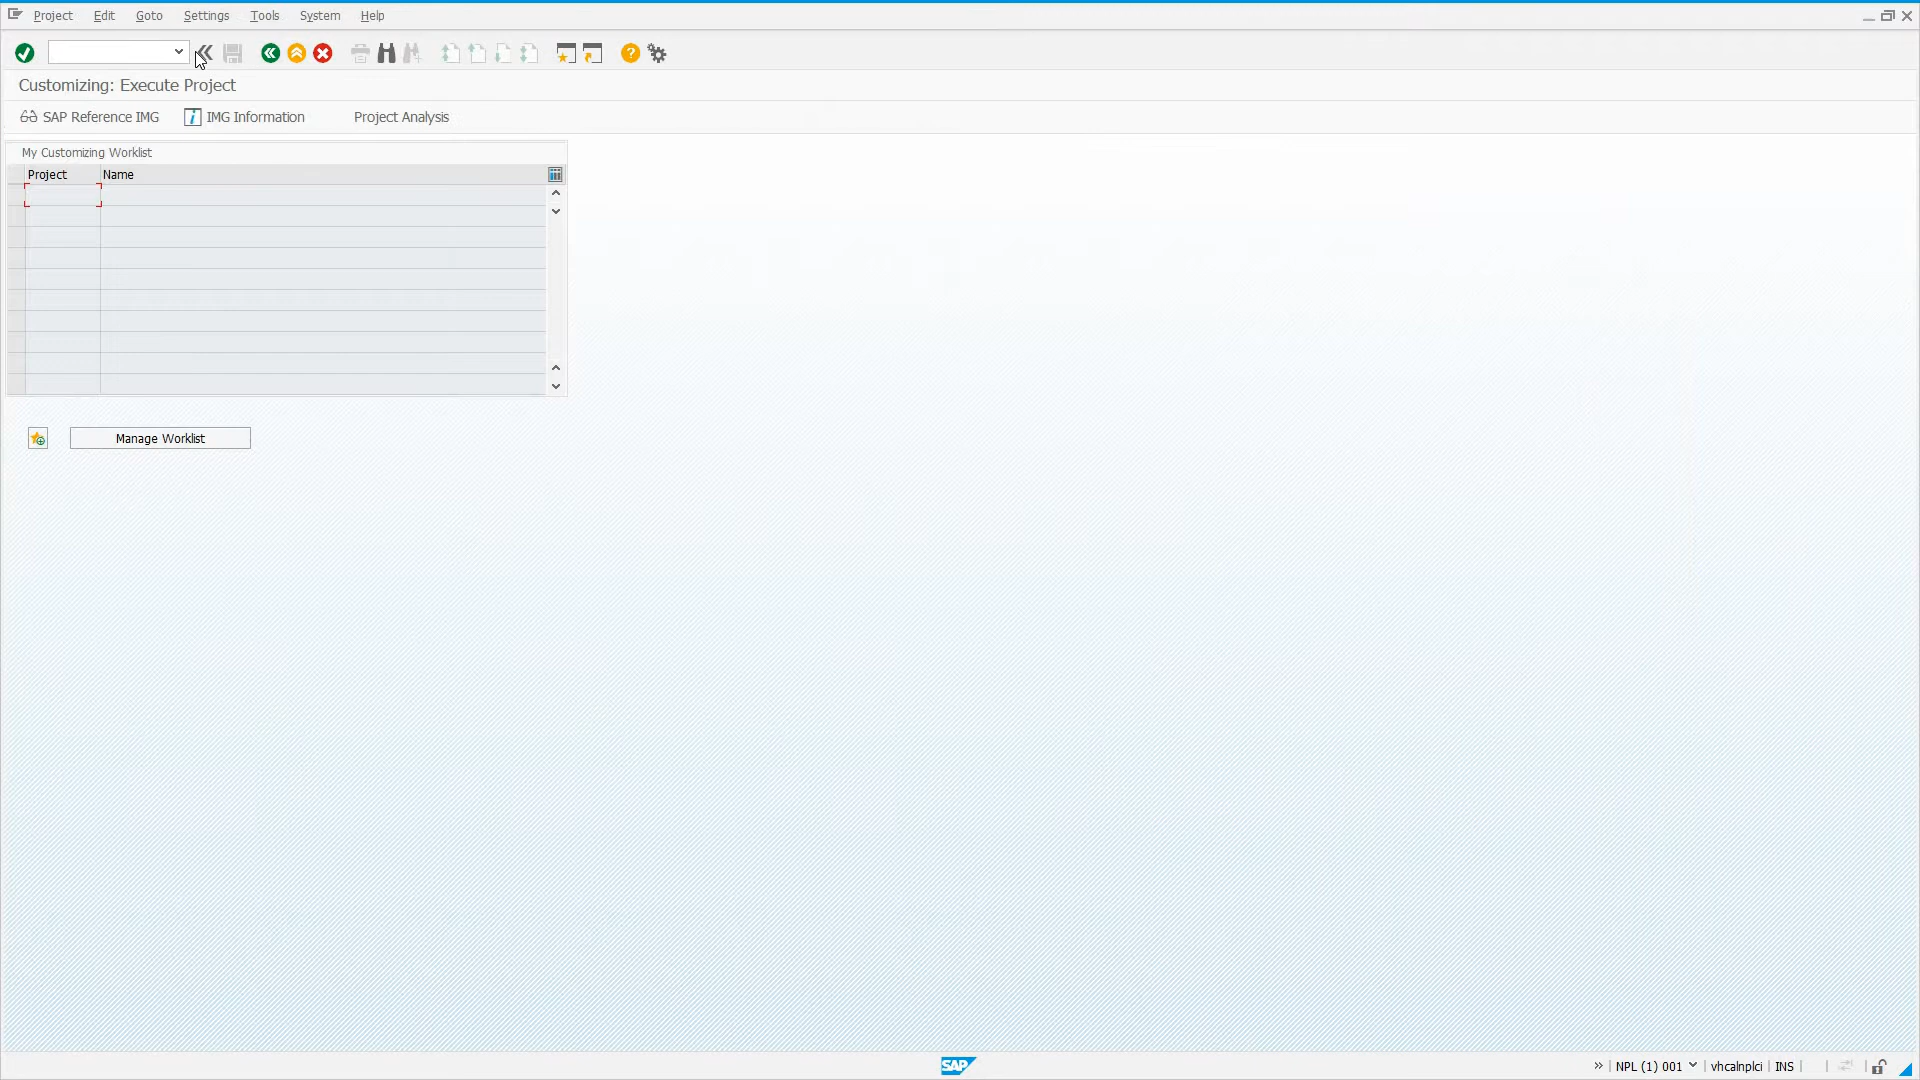 Project Edit Goto Settings Tools System Help
Customizing: Execute Project
SAP Reference IMG IMG Information Project Analysis
My Customizing Worklist
Project Name
Manage Worklist
SAP NPL (1) 001 vhcalnplci INS